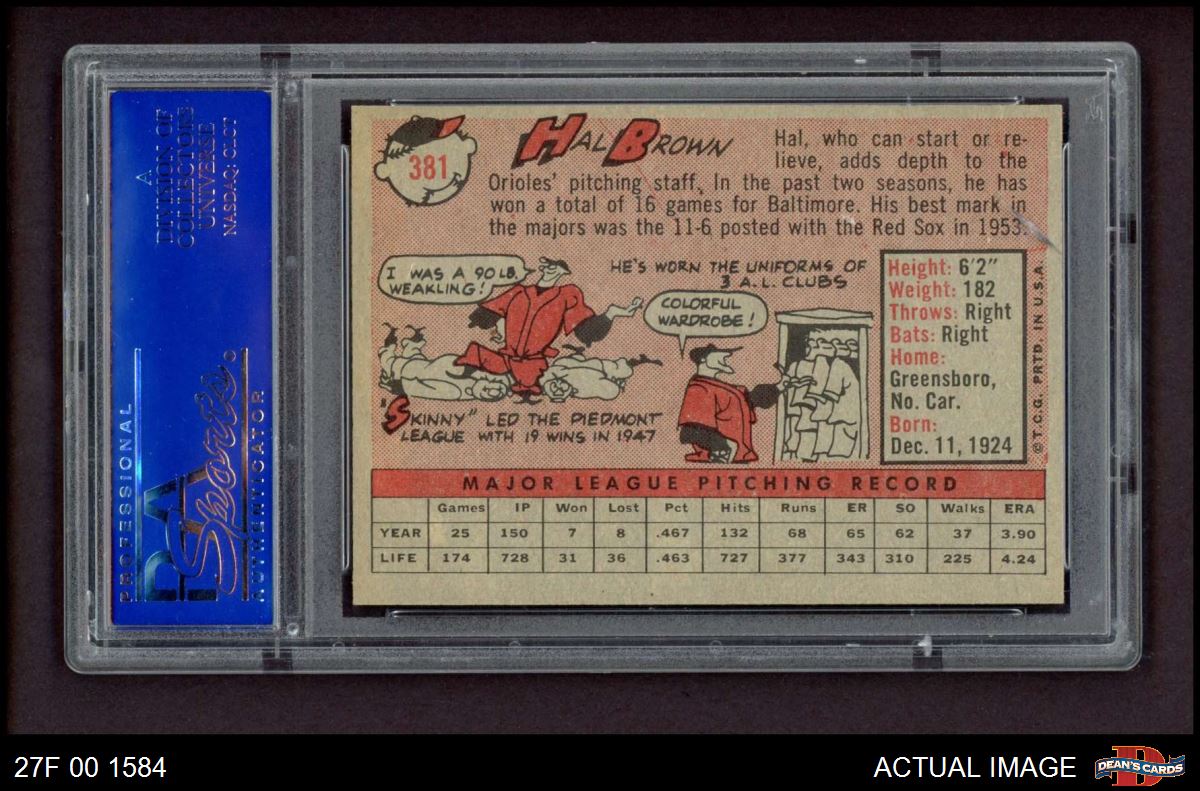 A
DIVISION OF
COLLECTORS
UNIVERSE
NASDAQ: CLCT
PROFESSIONAL
PSA
Sports
AUTHENTICATOR
381
HAL BROWN
Hal, who can start or re-
lieve, adds depth to the
Orioles' pitching staff. In the past two seasons, he has
won a total of 16 games for Baltimore. His best mark in
the majors was the 11-6 posted with the Red Sox in 1953.
I WAS A 90 LB.
WEAKLING!
"SKINNY" LED THE PIEDMONT
LEAGUE WITH 19 WINS IN 1947
HE'S WORN THE UNIFORMS OF
3 A.L. CLUBS
COLORFUL
WARDROBE!
Height: 6'2"
Weight: 182
Throws: Right
Bats: Right
Home:
Greensboro,
No. Car.
Born:
Dec. 11, 1924
© T.C.G. PRTD. IN U.S.A.
MAJOR LEAGUE PITCHING RECORD
Games IP Won Lost Pct Hits Runs ER SO Walks ERA
YEAR 25 150 7 8 .467 132 68 65 62 37 3.90
LIFE 174 728 31 36 .463 727 377 343 310 225 4.24
27F 00 1584
ACTUAL IMAGE
D
DEAN'S CARDS